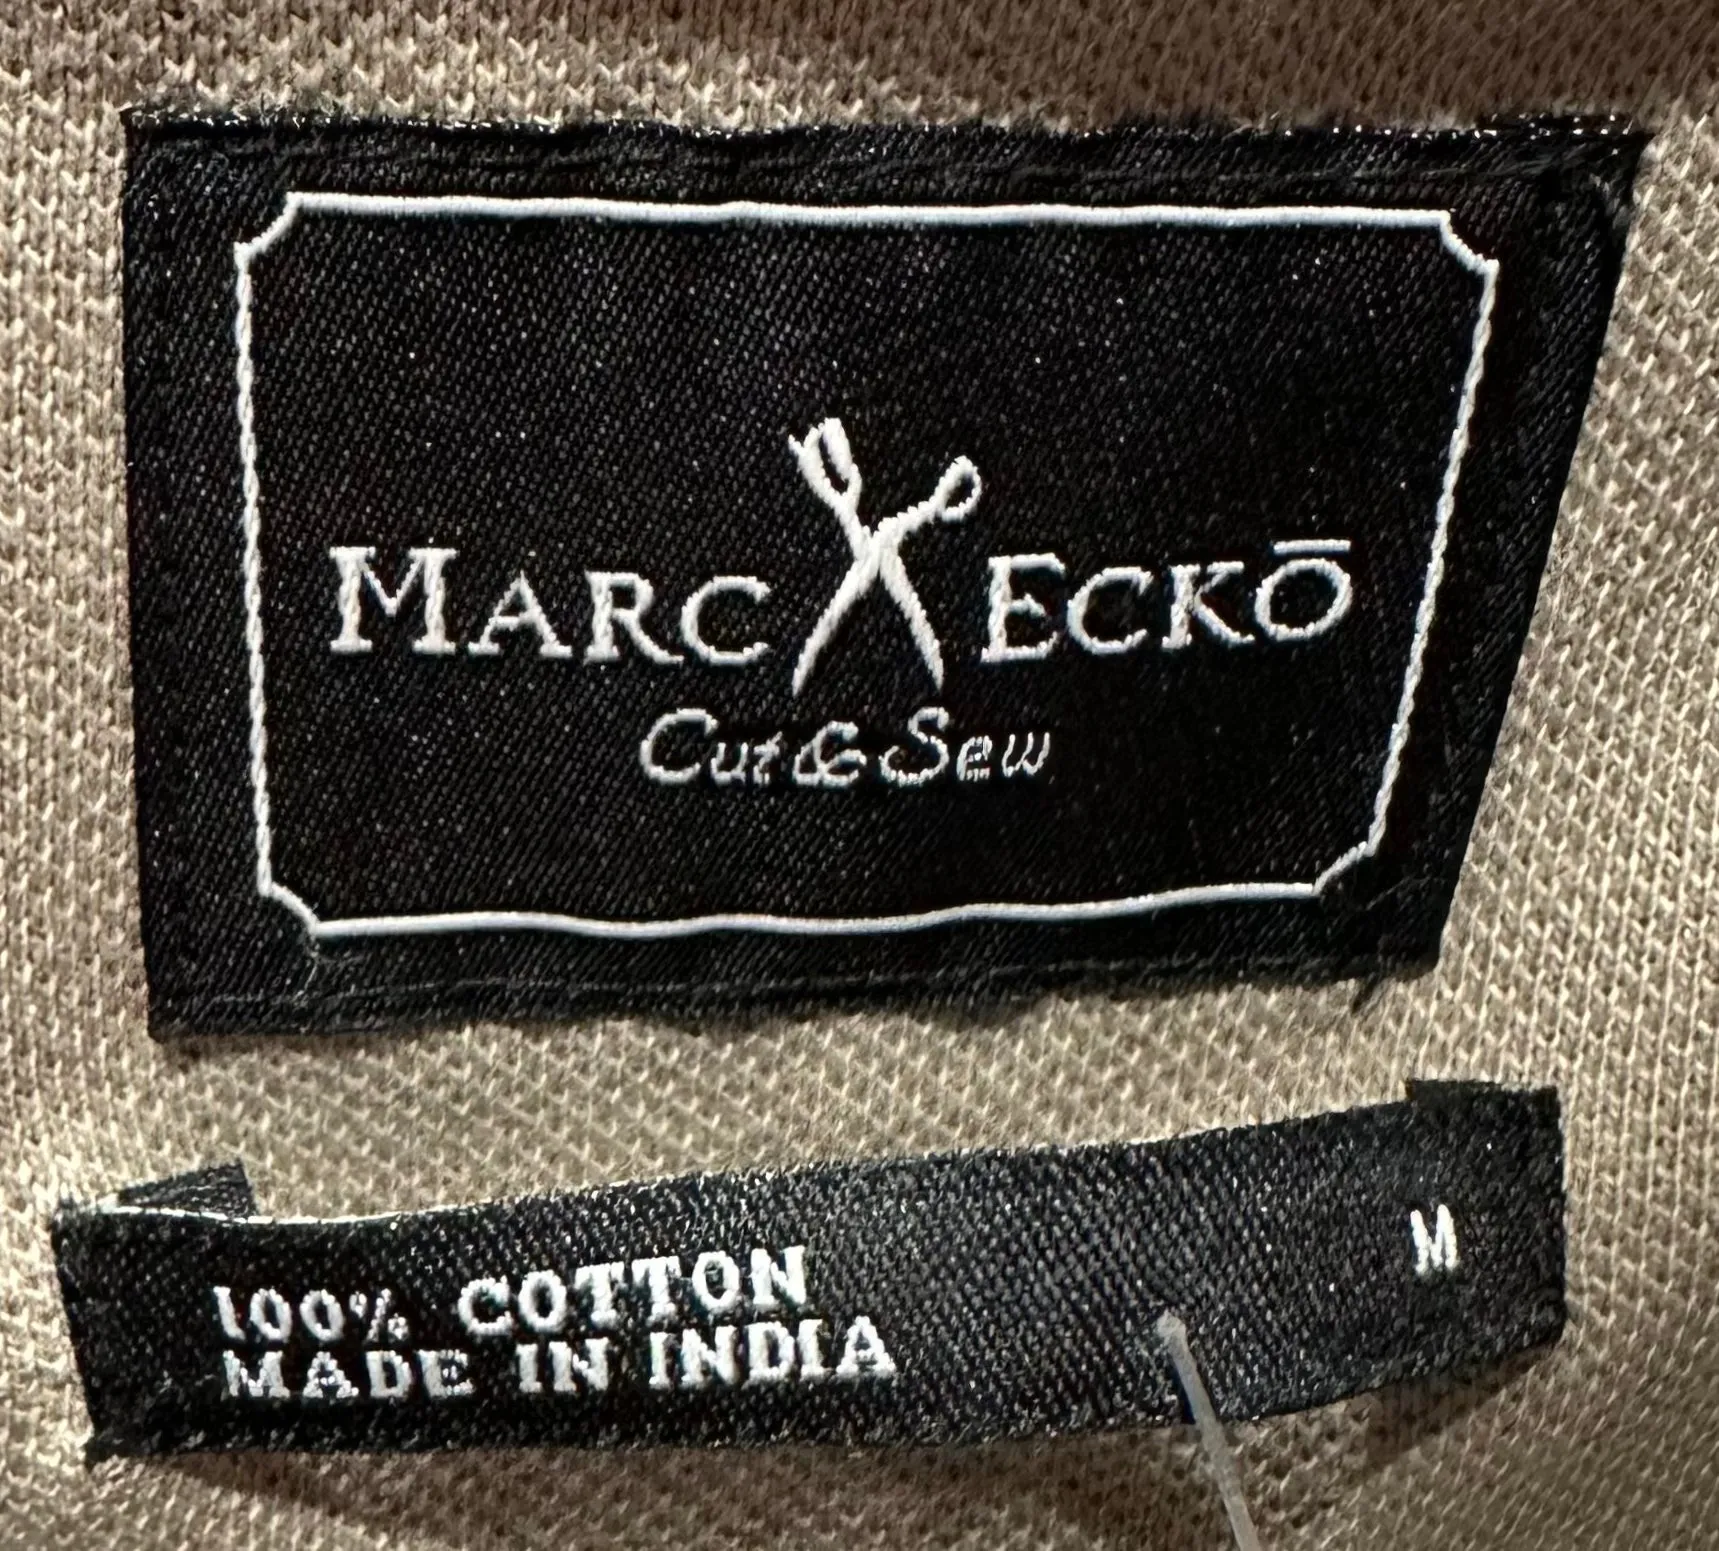 MARC ECKŌ
Cut & Sew
100% COTTON
MADE IN INDIA
M